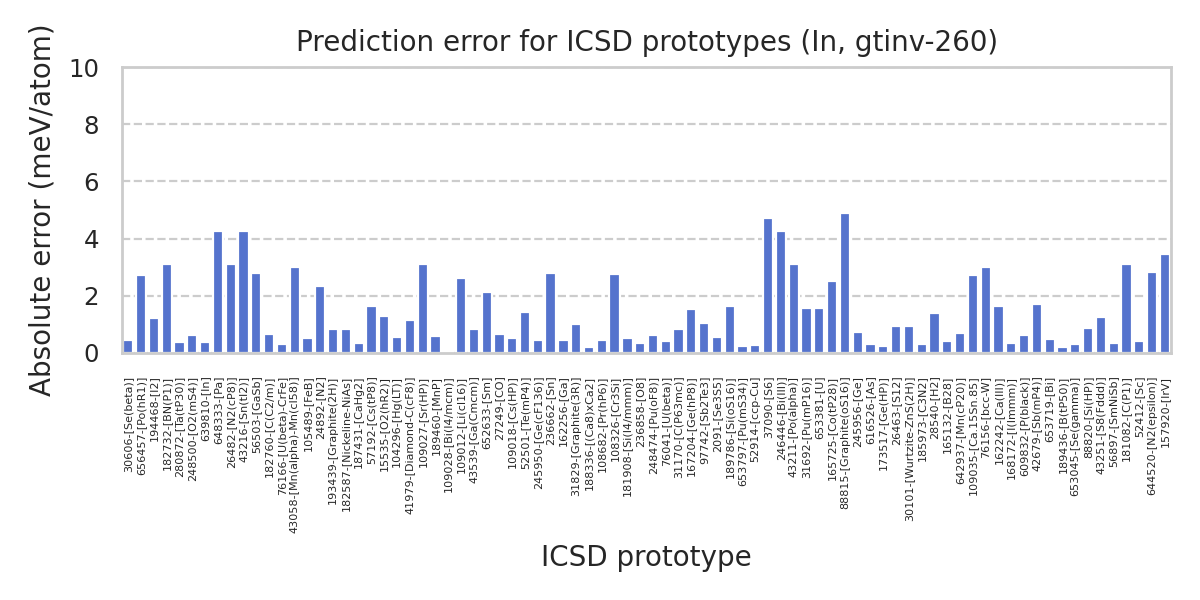 Prediction error for ICSD prototypes (In, gtinv-260)
Absolute error (meV/atom)
10
8
6
4
2
0
306006-[Se(beta)]
656457-[Po(hR1)]
194468-[I2]
182732-[BN(P1)]
280872-[Ta(tP30)]
248500-[O2(mS4)]
639810-[In]
648333-[Pa]
26482-[N2(cP8)]
43216-[Sn(tI2)]
56503-[GaSb]
182760-[C(C2/m)]
76166-[U(beta)-CrFe]
43058-[Mn(alpha)-Mn(cI58)]
1054899-[FeB]
24892-[N2]
193439-[Graphite(2H)]
182587-[Nickeline-NiAs]
187431-[CaHg2]
57192-[Cs(tP8)]
15535-[O2(hR2)]
104296-[Hg(LT)]
41979-[Diamond-C(cF8)]
109027-[Sr(HP)]
189460-[MnP]
109028-[Bi(I4/mcm)]
109012-[Li(cI16)]
43539-[Ga(Cmcm)]
652633-[Sm]
27249-[CO]
109018-[Cs(HP)]
52501-[Te(mP4)]
245950-[Ge(cF136)]
236662-[Sn]
162256-[Ga]
31829-[Graphite(3R)]
188336-[(Ca8)xCa2]
108682-[Pr(hP6)]
108326-[Cr3Si]
181908-[Si(I4/mmm)]
236858-[O8]
248474-[Pu(oF8)]
76041-[U(beta)]
31170-[C(P63mc)]
167204-[Ge(hP8)]
97742-[Sb2Te3]
2091-[Se3S5]
189786-[Si(oS16)]
653797-[Pu(mS34)]
52914-[ccp-Cu]
37090-[S6]
246446-[Bi(III)]
43211-[Po(alpha)]
31692-[Pu(mP16)]
653381-[U]
165725-[Co(tP28)]
88815-[Graphite(oS16)]
245956-[Ge]
616526-[As]
173517-[Ge(HP)]
26463-[S12]
30101-[Wurtzite-ZnS(2H)]
185973-[C3N2]
28540-[H2]
165132-[B28]
642937-[Mn(cP20)]
109035-[Ca.15Sn.85]
76156-[bcc-W]
162242-[Ca(III)]
168172-[I(Immm)]
609832-[P(black)]
426739-[Sb(mP4)]
653719-[Bi]
189436-[B(tP50)]
653045-[Se(gamma)]
88820-[Si(HP)]
43251-[S8(Fddd)]
56897-[SmNiSb]
181082-[C(P1)]
52412-[Sc]
644520-[N2(epsilon)]
157920-[IrV]
ICSD prototype